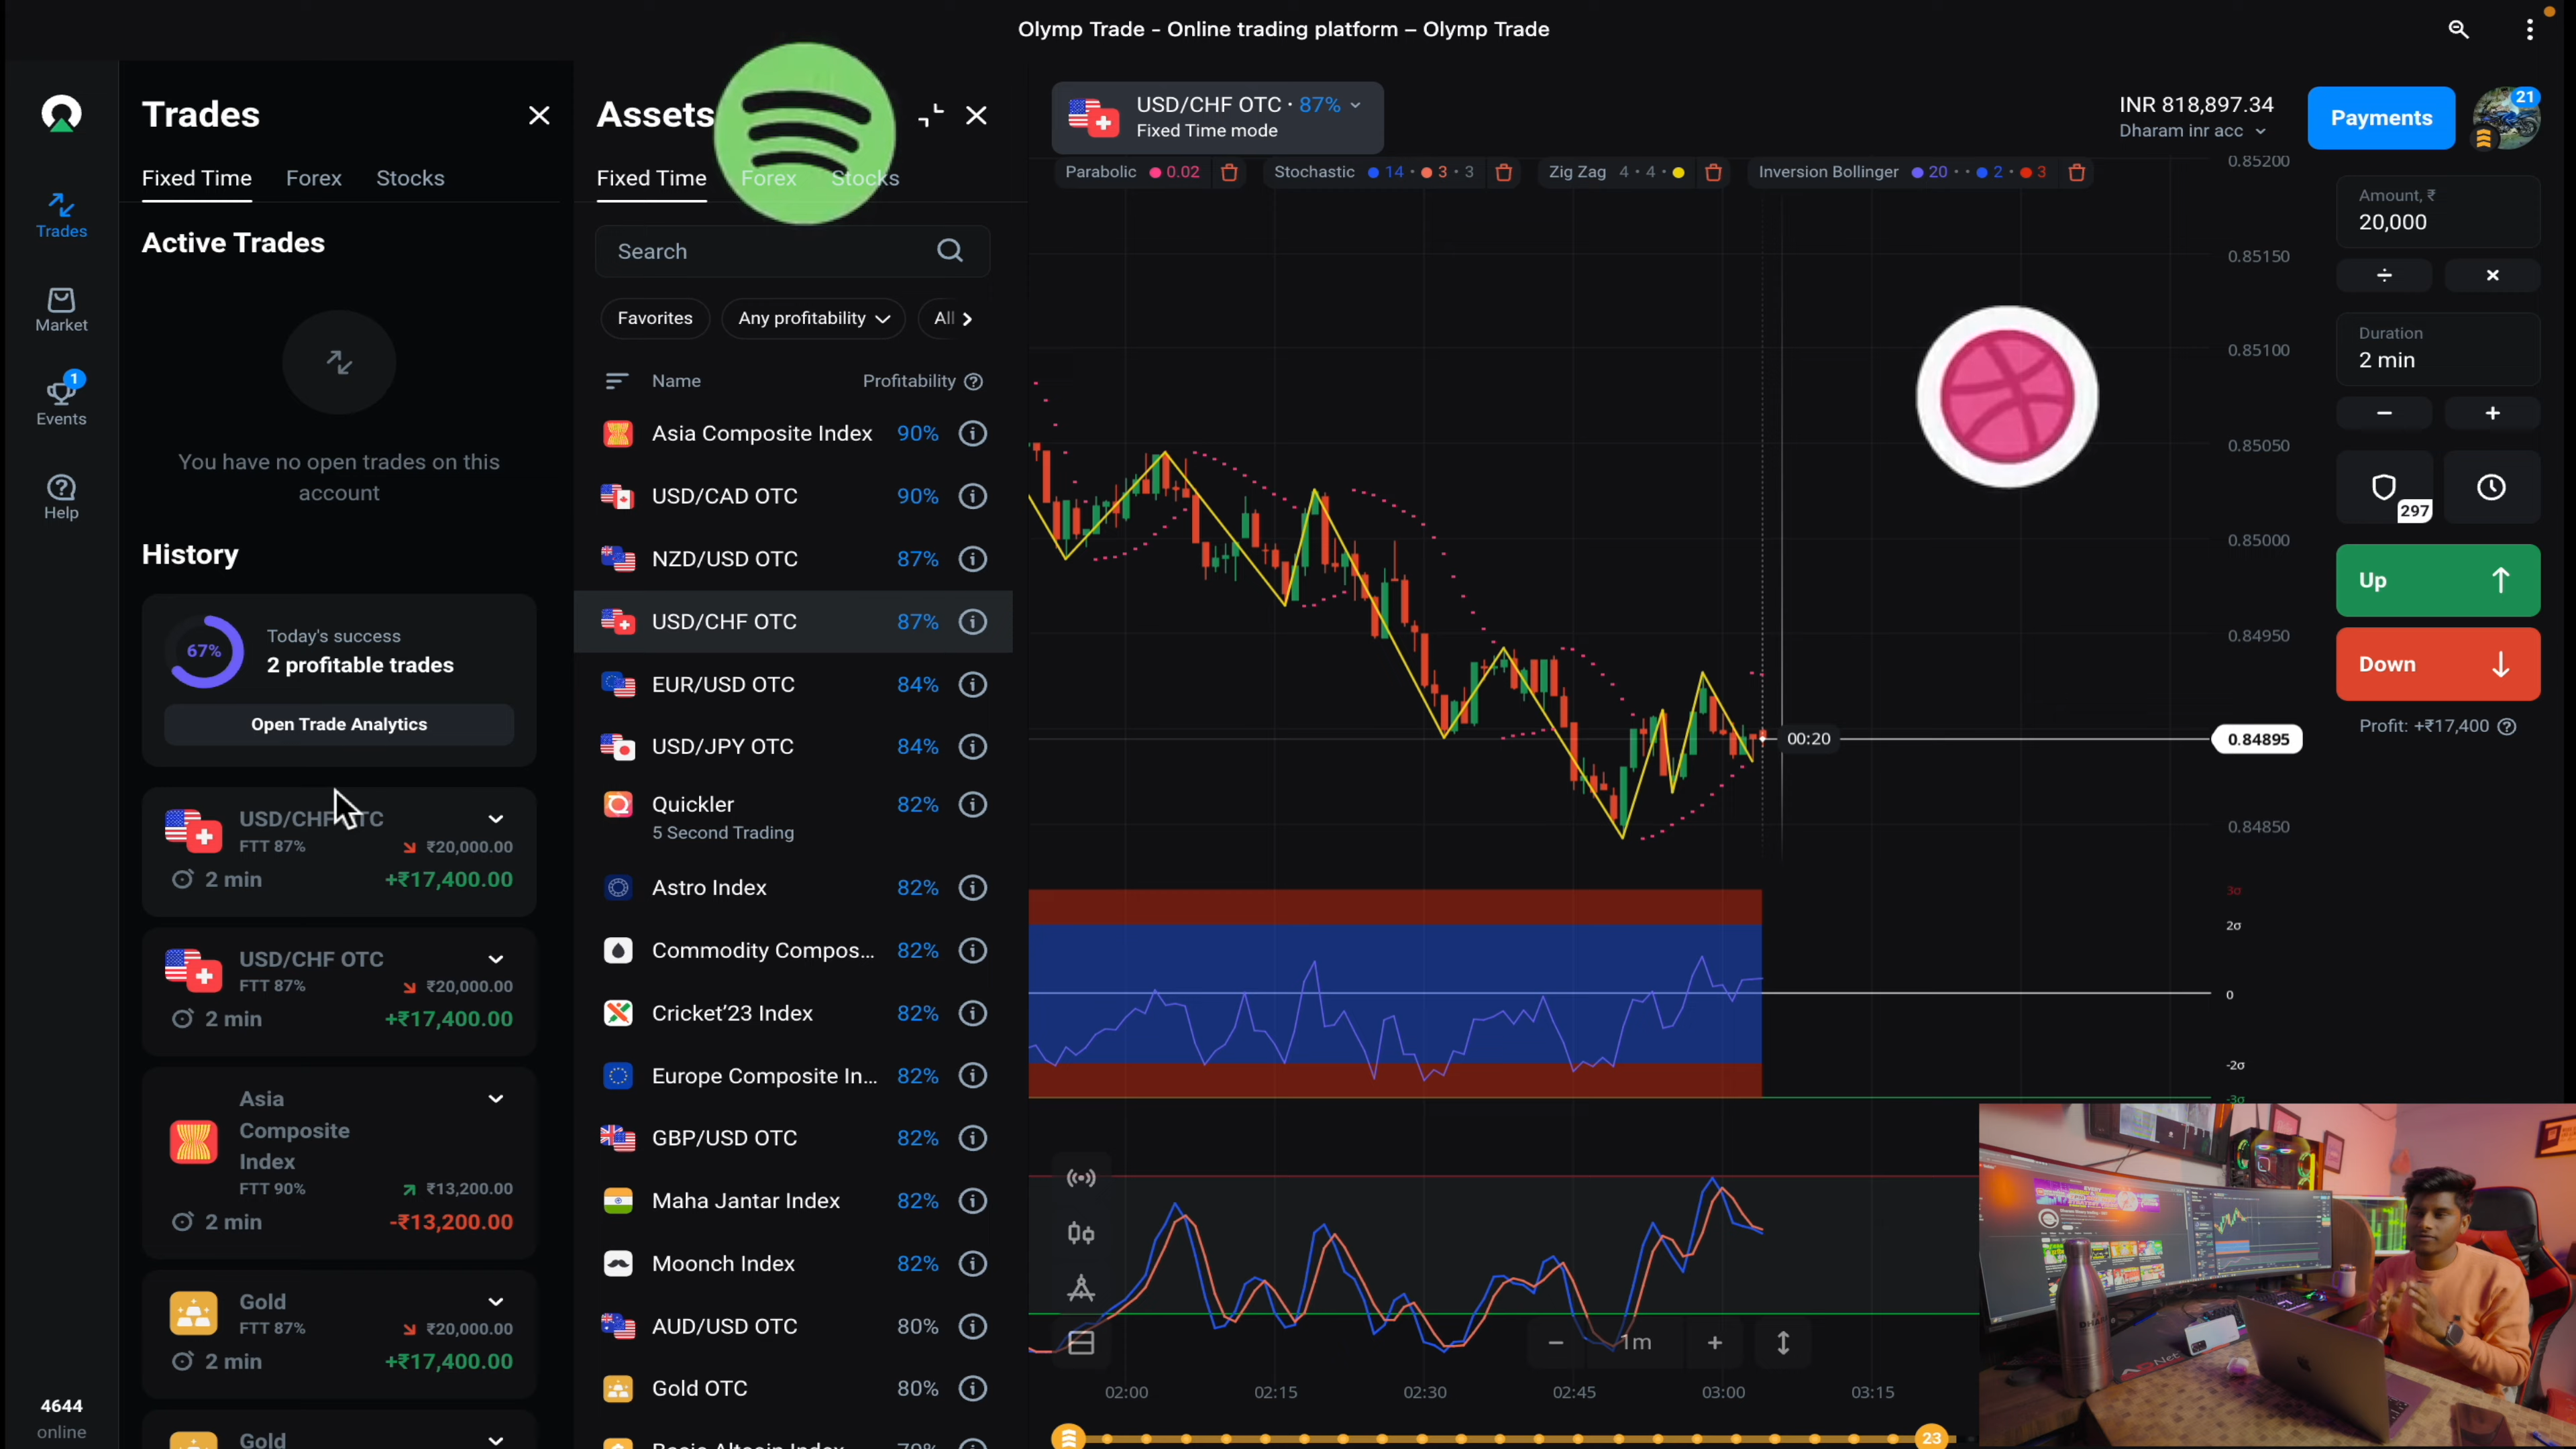 Olymp Trade - Online trading platform – Olymp Trade
Trades
Fixed Time
Forex
Stocks
Active Trades
You have no open trades on this
account
History
67%
Today's success
2 profitable trades
Open Trade Analytics
USD/CHF OTC
FTT 87%
₹20,000.00
2 min
+₹17,400.00
USD/CHF OTC
FTT 87%
₹20,000.00
2 min
+₹17,400.00
Asia
Composite
Index
FTT 90%
₹13,200.00
2 min
-₹13,200.00
Gold
FTT 87%
₹20,000.00
2 min
+₹17,400.00
Gold
Trades
Market
1
Events
Help
4644
online
Assets
Fixed Time
Forex
Stocks
Search
Favorites
Any profitability
All
Name
Profitability
Asia Composite Index 90%
USD/CAD OTC 90%
NZD/USD OTC 87%
USD/CHF OTC 87%
EUR/USD OTC 84%
USD/JPY OTC 84%
Quickler 82%
5 Second Trading
Astro Index 82%
Commodity Compos... 82%
Cricket'23 Index 82%
Europe Composite In... 82%
GBP/USD OTC 82%
Maha Jantar Index 82%
Moonch Index 82%
AUD/USD OTC 80%
Gold OTC 80%
USD/CHF OTC · 87%
Fixed Time mode
Parabolic 0.02
Stochastic 14 · 3 · 3
Zig Zag 4 · 4 ·
Inversion Bollinger 20 · · 2 · 3
INR 818,897.34
Dharam inr acc
Payments
21
0.85200
0.85150
0.85100
0.85050
0.85000
0.84950
0.84895
0.84850
00:20
3σ
2σ
0
-2σ
-3σ
1m
02:00
02:15
02:30
02:45
03:00
03:15
23
Amount, ₹
20,000
÷
×
Duration
2 min
−
+
297
Up
Down
Profit: +₹17,400